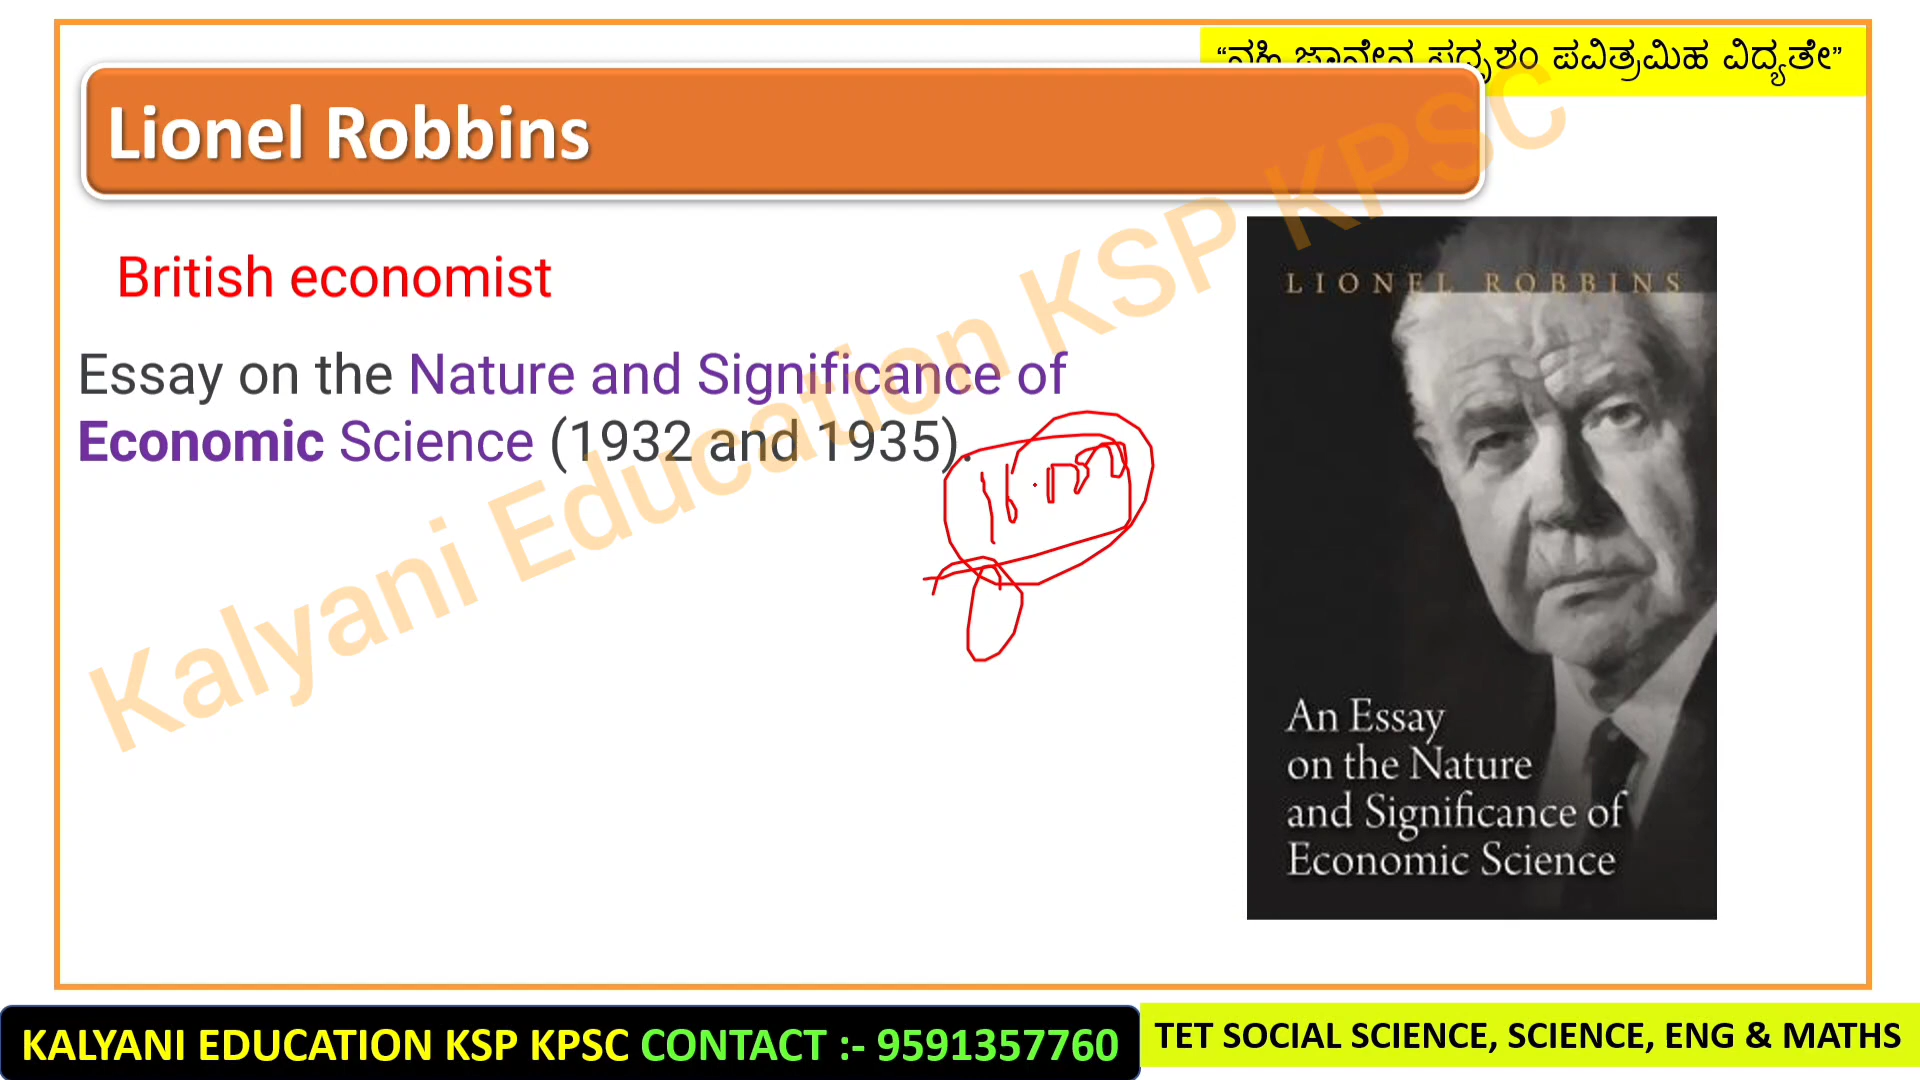 “ನಹಿ ಜ್ಞಾನೇನ ಸದೃಶಂ ಪವಿತ್ರಮಿಹ ವಿದ್ಯತೇ”
Lionel Robbins
British economist
Essay on the Nature and Significance of
Economic Science (1932 and 1935).
LIONEL ROBBINS
An Essay
on the Nature
and Significance of
Economic Science
Kalyani Education KSP KPSC
KALYANI EDUCATION KSP KPSC CONTACT :- 9591357760
TET SOCIAL SCIENCE, SCIENCE, ENG & MATHS